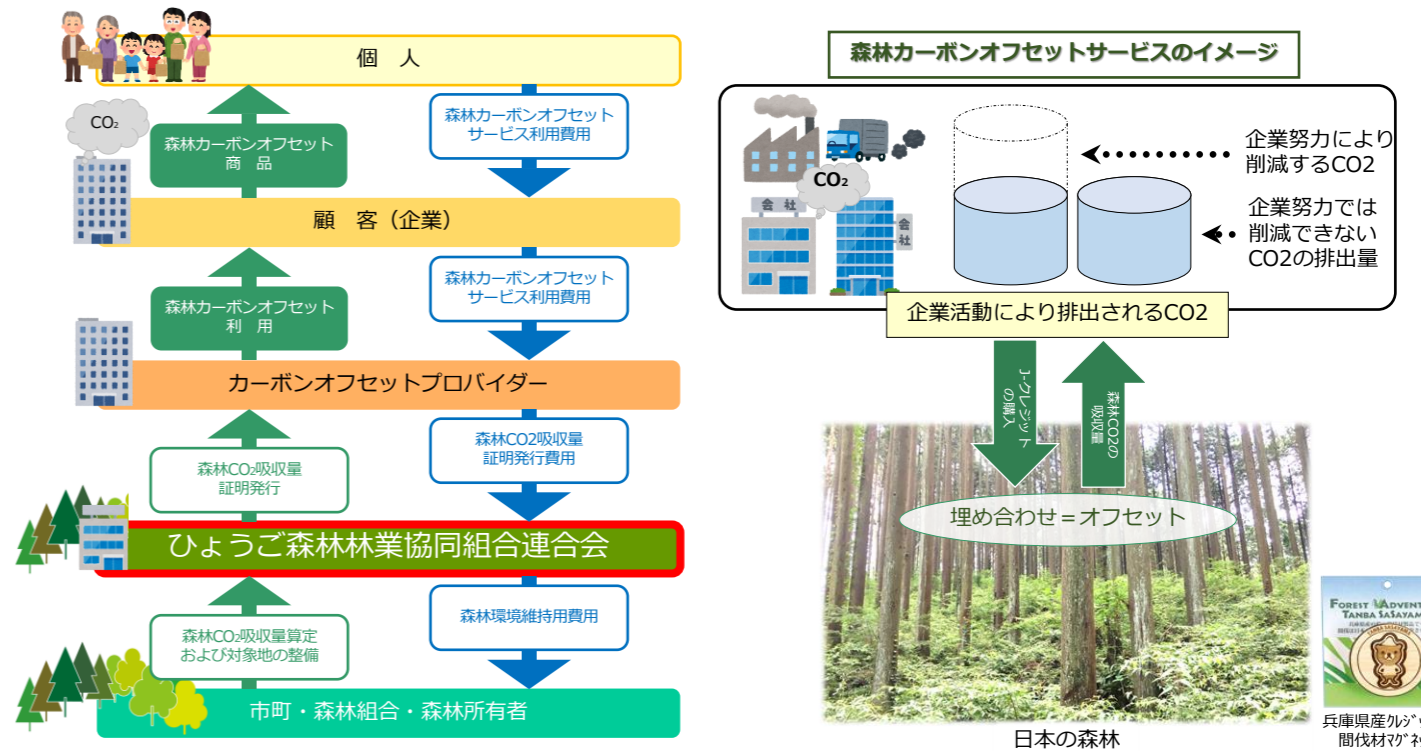 個 人
CO₂
森林カーボンオフセット
商 品
森林カーボンオフセット
サービス利用費用
顧 客（企業）
森林カーボンオフセット
利 用
森林カーボンオフセット
サービス利用費用
カーボンオフセットプロバイダー
森林CO₂吸収量
証明発行
森林CO2吸収量
証明発行費用
ひょうご森林林業協同組合連合会
森林CO₂吸収量算定
および対象地の整備
森林環境維持用費用
市町・森林組合・森林所有者
森林カーボンオフセットサービスのイメージ
CO₂
会 社
会社
企業努力により
削減するCO2
企業努力では
削減できない
CO2の排出量
企業活動により排出されるCO2
J-クレジット
の購入
森林CO2の
吸収量
埋め合わせ＝オフセット
日本の森林
FOREST ADVENT
TANBA SASAYAM
TANBA SASAYAMA
兵庫県産ｸﾚｼﾞｯ
間伐材ﾏｸﾞﾈｯ